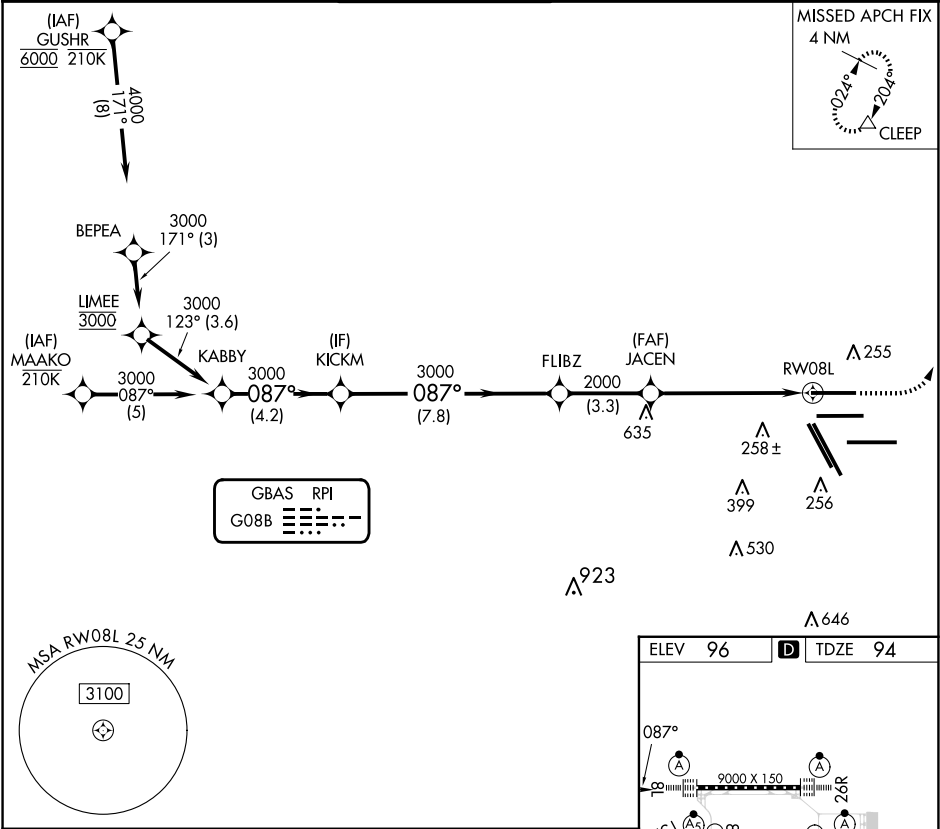 (IAF)
GUSHR
6000 210K
4000
171°
(8)
MISSED APCH FIX
4 NM
024°
204°
CLEEP
BEPEA
3000
171° (3)
LIMEE
3000
3000
123° (3.6)
(IAF)
MAAKO
210K
3000
087°
(5)
KABBY
3000
087°
(4.2)
(IF)
KICKM
3000
087°
(7.8)
FLIBZ
2000
(3.3)
(FAF)
JACEN
635
RW08L
255
258 ±
399
256
530
923
646
GBAS RPI
G08B
MSA RW08L 25 NM
3100
ELEV 96
D
TDZE 94
087°
A
A
8L
9000 X 150
26R
A5
A